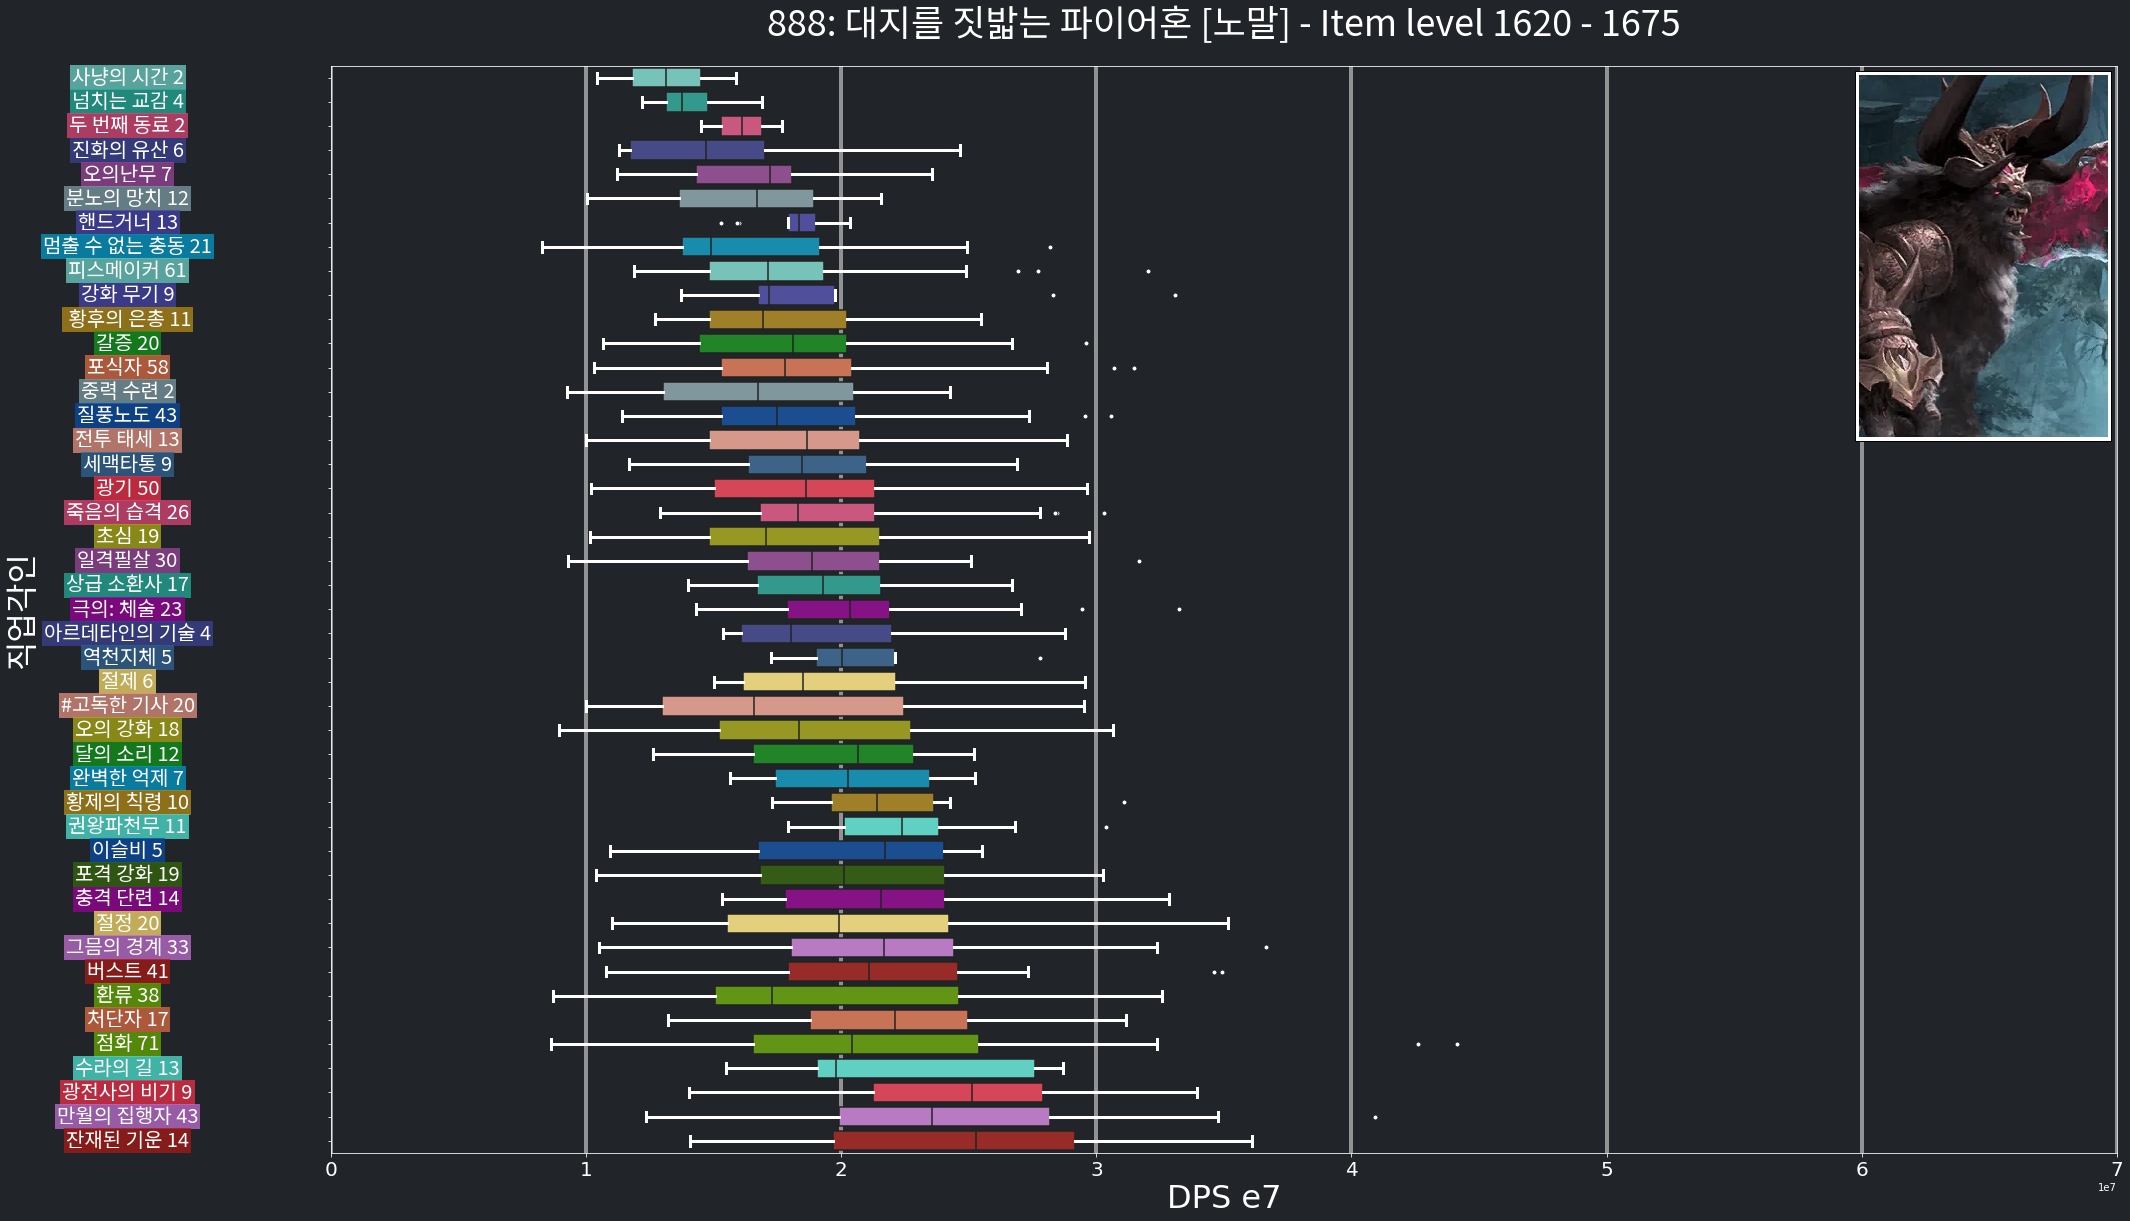 888: 대지를 짓밟는 파이어혼 [노말] - Item level 1620 - 1675
직업각인
사냥의 시간 2
넘치는 교감 4
두 번째 동료 2
진화의 유산 6
오의난무 7
분노의 망치 12
핸드거너 13
멈출 수 없는 충동 21
피스메이커 61
강화 무기 9
황후의 은총 11
갈증 20
포식자 58
중력 수련 2
질풍노도 43
전투 태세 13
세맥타통 9
광기 50
죽음의 습격 26
초심 19
일격필살 30
상급 소환사 17
극의: 체술 23
아르데타인의 기술 4
역천지체 5
절제 6
#고독한 기사 20
오의 강화 18
달의 소리 12
완벽한 억제 7
황제의 칙령 10
권왕파천무 11
이슬비 5
포격 강화 19
충격 단련 14
절정 20
그믐의 경계 33
버스트 41
환류 38
처단자 17
점화 71
수라의 길 13
광전사의 비기 9
만월의 집행자 43
잔재된 기운 14
0 1 2 3 4 5 6 7
1e7
DPS e7